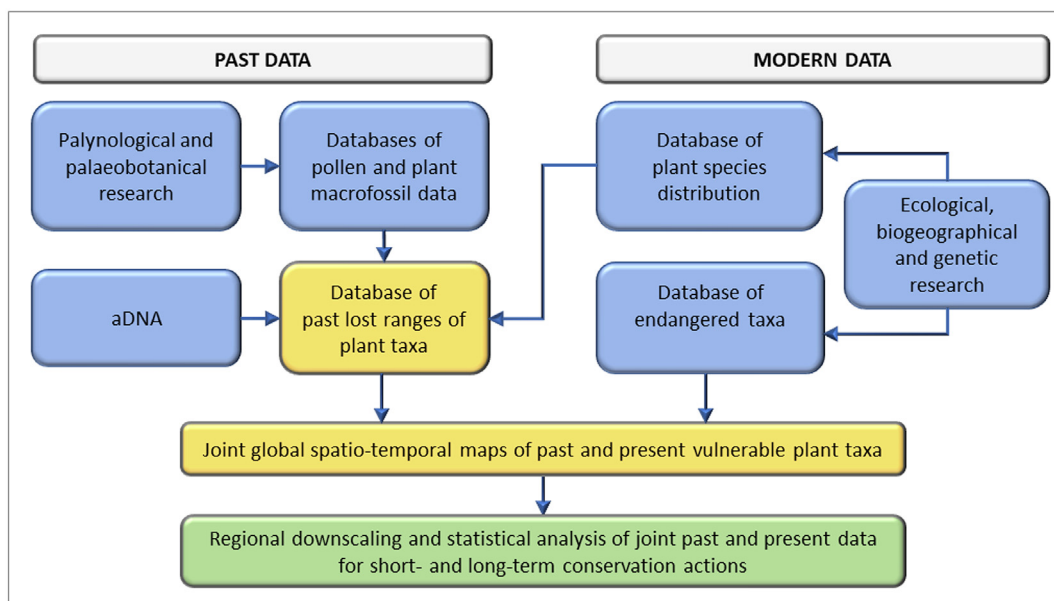 PAST DATA
MODERN DATA
Palynological and
palaeobotanical
research
Databases of
pollen and plant
macrofossil data
Database of
plant species
distribution
Ecological,
biogeographical
and genetic
research
aDNA
Database of
past lost ranges of
plant taxa
Database of
endangered taxa
Joint global spatio-temporal maps of past and present vulnerable plant taxa
Regional downscaling and statistical analysis of joint past and present data
for short- and long-term conservation actions